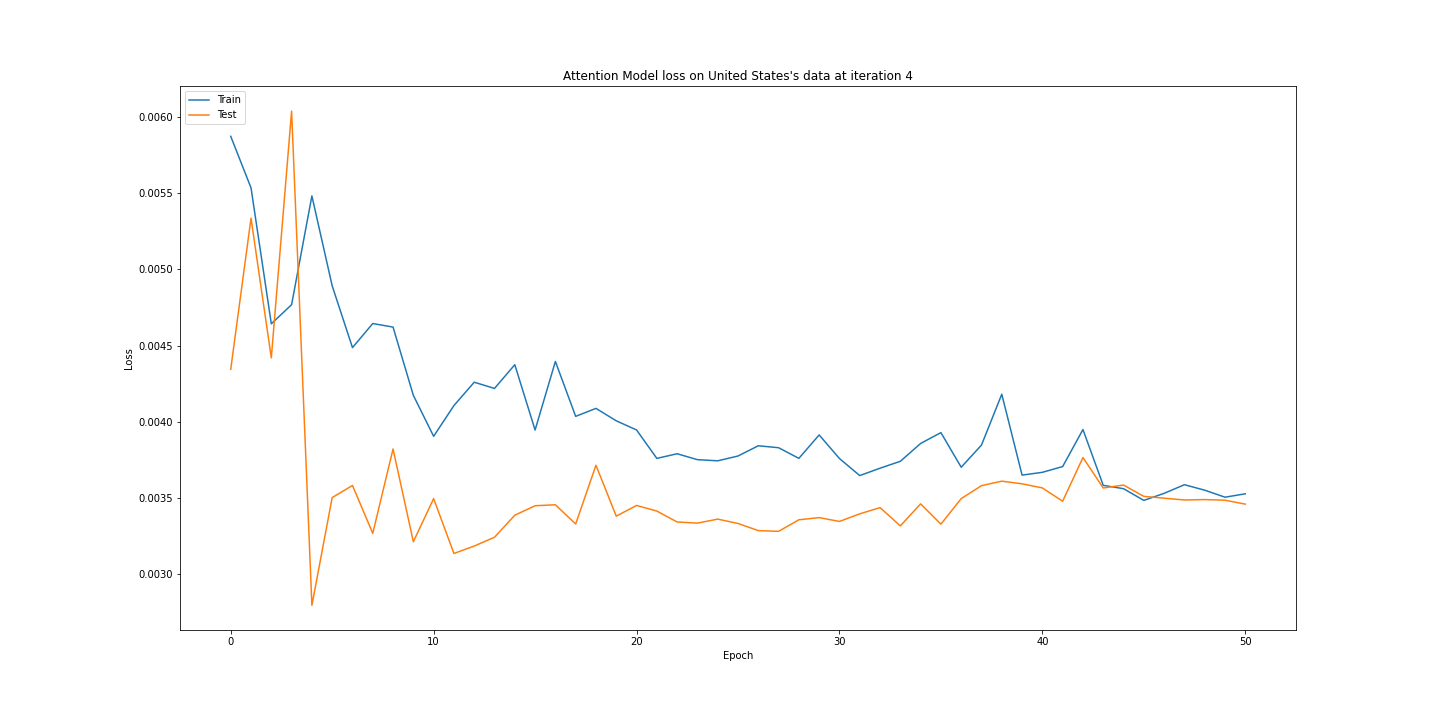 Attention Model loss on United States's data at iteration 4
Train
Test
0.0060
0.0055
0.0050
0.0045
0.0040
0.0035
0.0030
Loss
0 10 20 30 40 50
Epoch